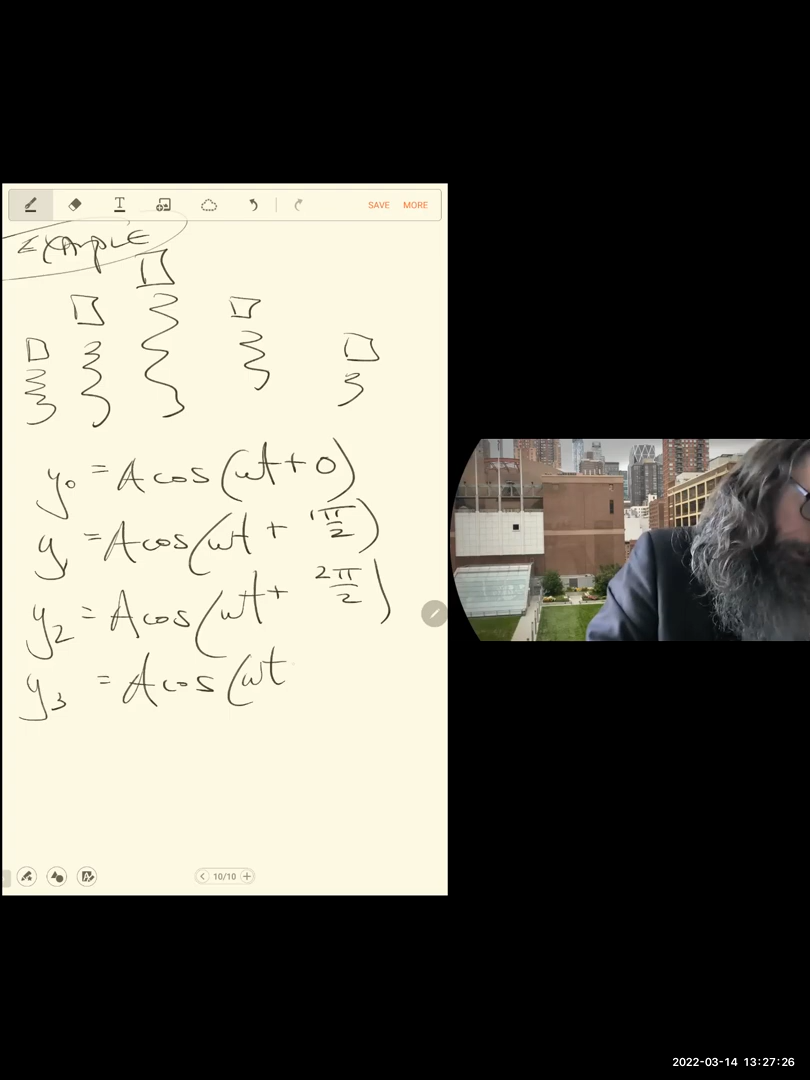 SAVE MORE
EXAMPLE
y₀ = A cos(ωt + 0)
y₁ = A cos(ωt + 1π/2)
y₂ = A cos(ωt + 2π/2)
y₃ = A cos(ωt
10/10
2022-03-14 13:27:26